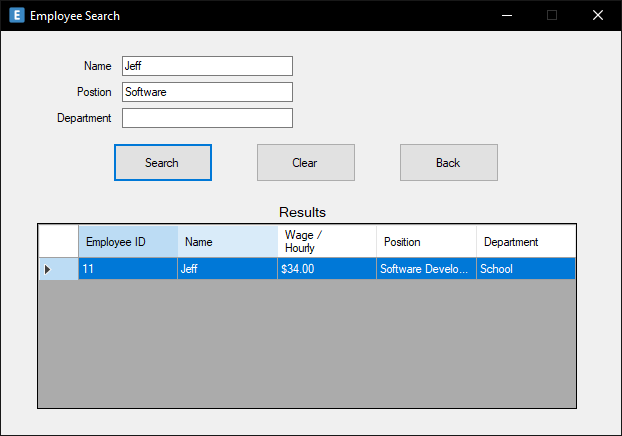 E Employee Search
Name Jeff
Postion Software
Department
Search Clear Back
Results
Employee ID Name Wage / Hourly Position Department
11 Jeff $34.00 Software Develo... School